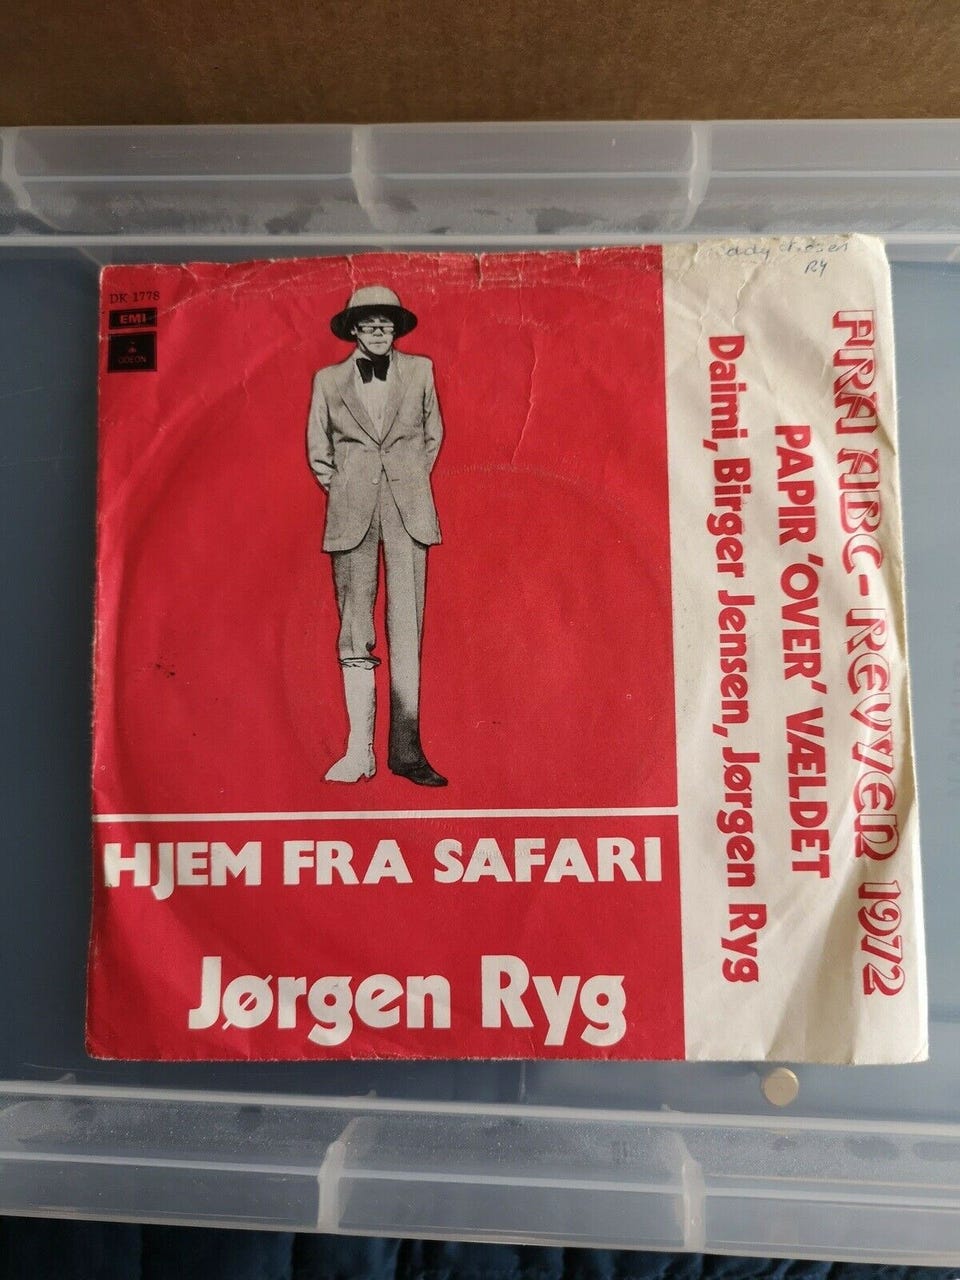 DK 1778
EMI
ODEON
HJEM FRA SAFARI
Jørgen Ryg
FRA ABC-REVYEN 1972
PAPIR 'OVER' VÆLDET
Daimi, Birger Jensen, Jørgen Ryg
RY